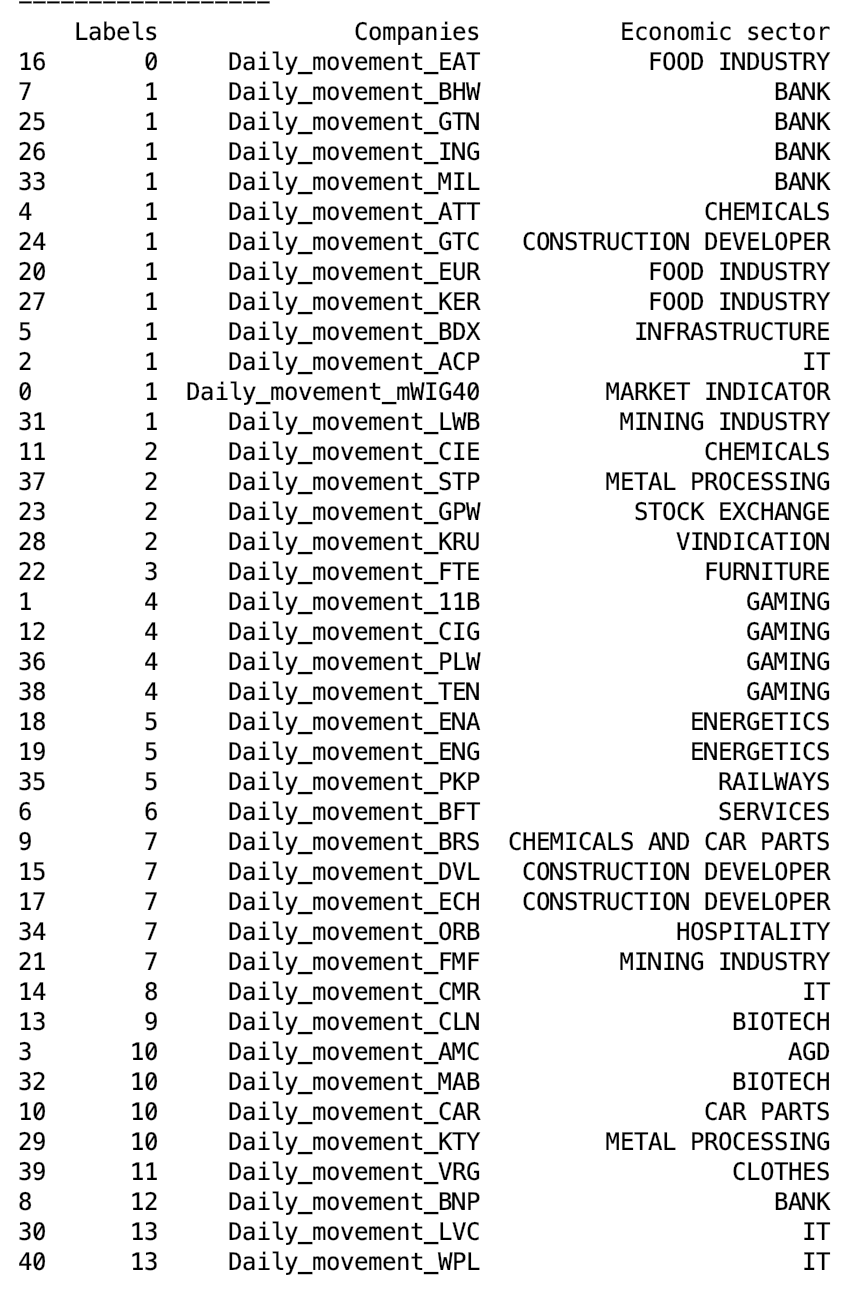 ------------------
Labels Companies Economic sector
16 0 Daily_movement_EAT FOOD INDUSTRY
7 1 Daily_movement_BHW BANK
25 1 Daily_movement_GTN BANK
26 1 Daily_movement_ING BANK
33 1 Daily_movement_MIL BANK
4 1 Daily_movement_ATT CHEMICALS
24 1 Daily_movement_GTC CONSTRUCTION DEVELOPER
20 1 Daily_movement_EUR FOOD INDUSTRY
27 1 Daily_movement_KER FOOD INDUSTRY
5 1 Daily_movement_BDX INFRASTRUCTURE
2 1 Daily_movement_ACP IT
0 1 Daily_movement_mWIG40 MARKET INDICATOR
31 1 Daily_movement_LWB MINING INDUSTRY
11 2 Daily_movement_CIE CHEMICALS
37 2 Daily_movement_STP METAL PROCESSING
23 2 Daily_movement_GPW STOCK EXCHANGE
28 2 Daily_movement_KRU VINDICATION
22 3 Daily_movement_FTE FURNITURE
1 4 Daily_movement_11B GAMING
12 4 Daily_movement_CIG GAMING
36 4 Daily_movement_PLW GAMING
38 4 Daily_movement_TEN GAMING
18 5 Daily_movement_ENA ENERGETICS
19 5 Daily_movement_ENG ENERGETICS
35 5 Daily_movement_PKP RAILWAYS
6 6 Daily_movement_BFT SERVICES
9 7 Daily_movement_BRS CHEMICALS AND CAR PARTS
15 7 Daily_movement_DVL CONSTRUCTION DEVELOPER
17 7 Daily_movement_ECH CONSTRUCTION DEVELOPER
34 7 Daily_movement_ORB HOSPITALITY
21 7 Daily_movement_FMF MINING INDUSTRY
14 8 Daily_movement_CMR IT
13 9 Daily_movement_CLN BIOTECH
3 10 Daily_movement_AMC AGD
32 10 Daily_movement_MAB BIOTECH
10 10 Daily_movement_CAR CAR PARTS
29 10 Daily_movement_KTY METAL PROCESSING
39 11 Daily_movement_VRG CLOTHES
8 12 Daily_movement_BNP BANK
30 13 Daily_movement_LVC IT
40 13 Daily_movement_WPL IT